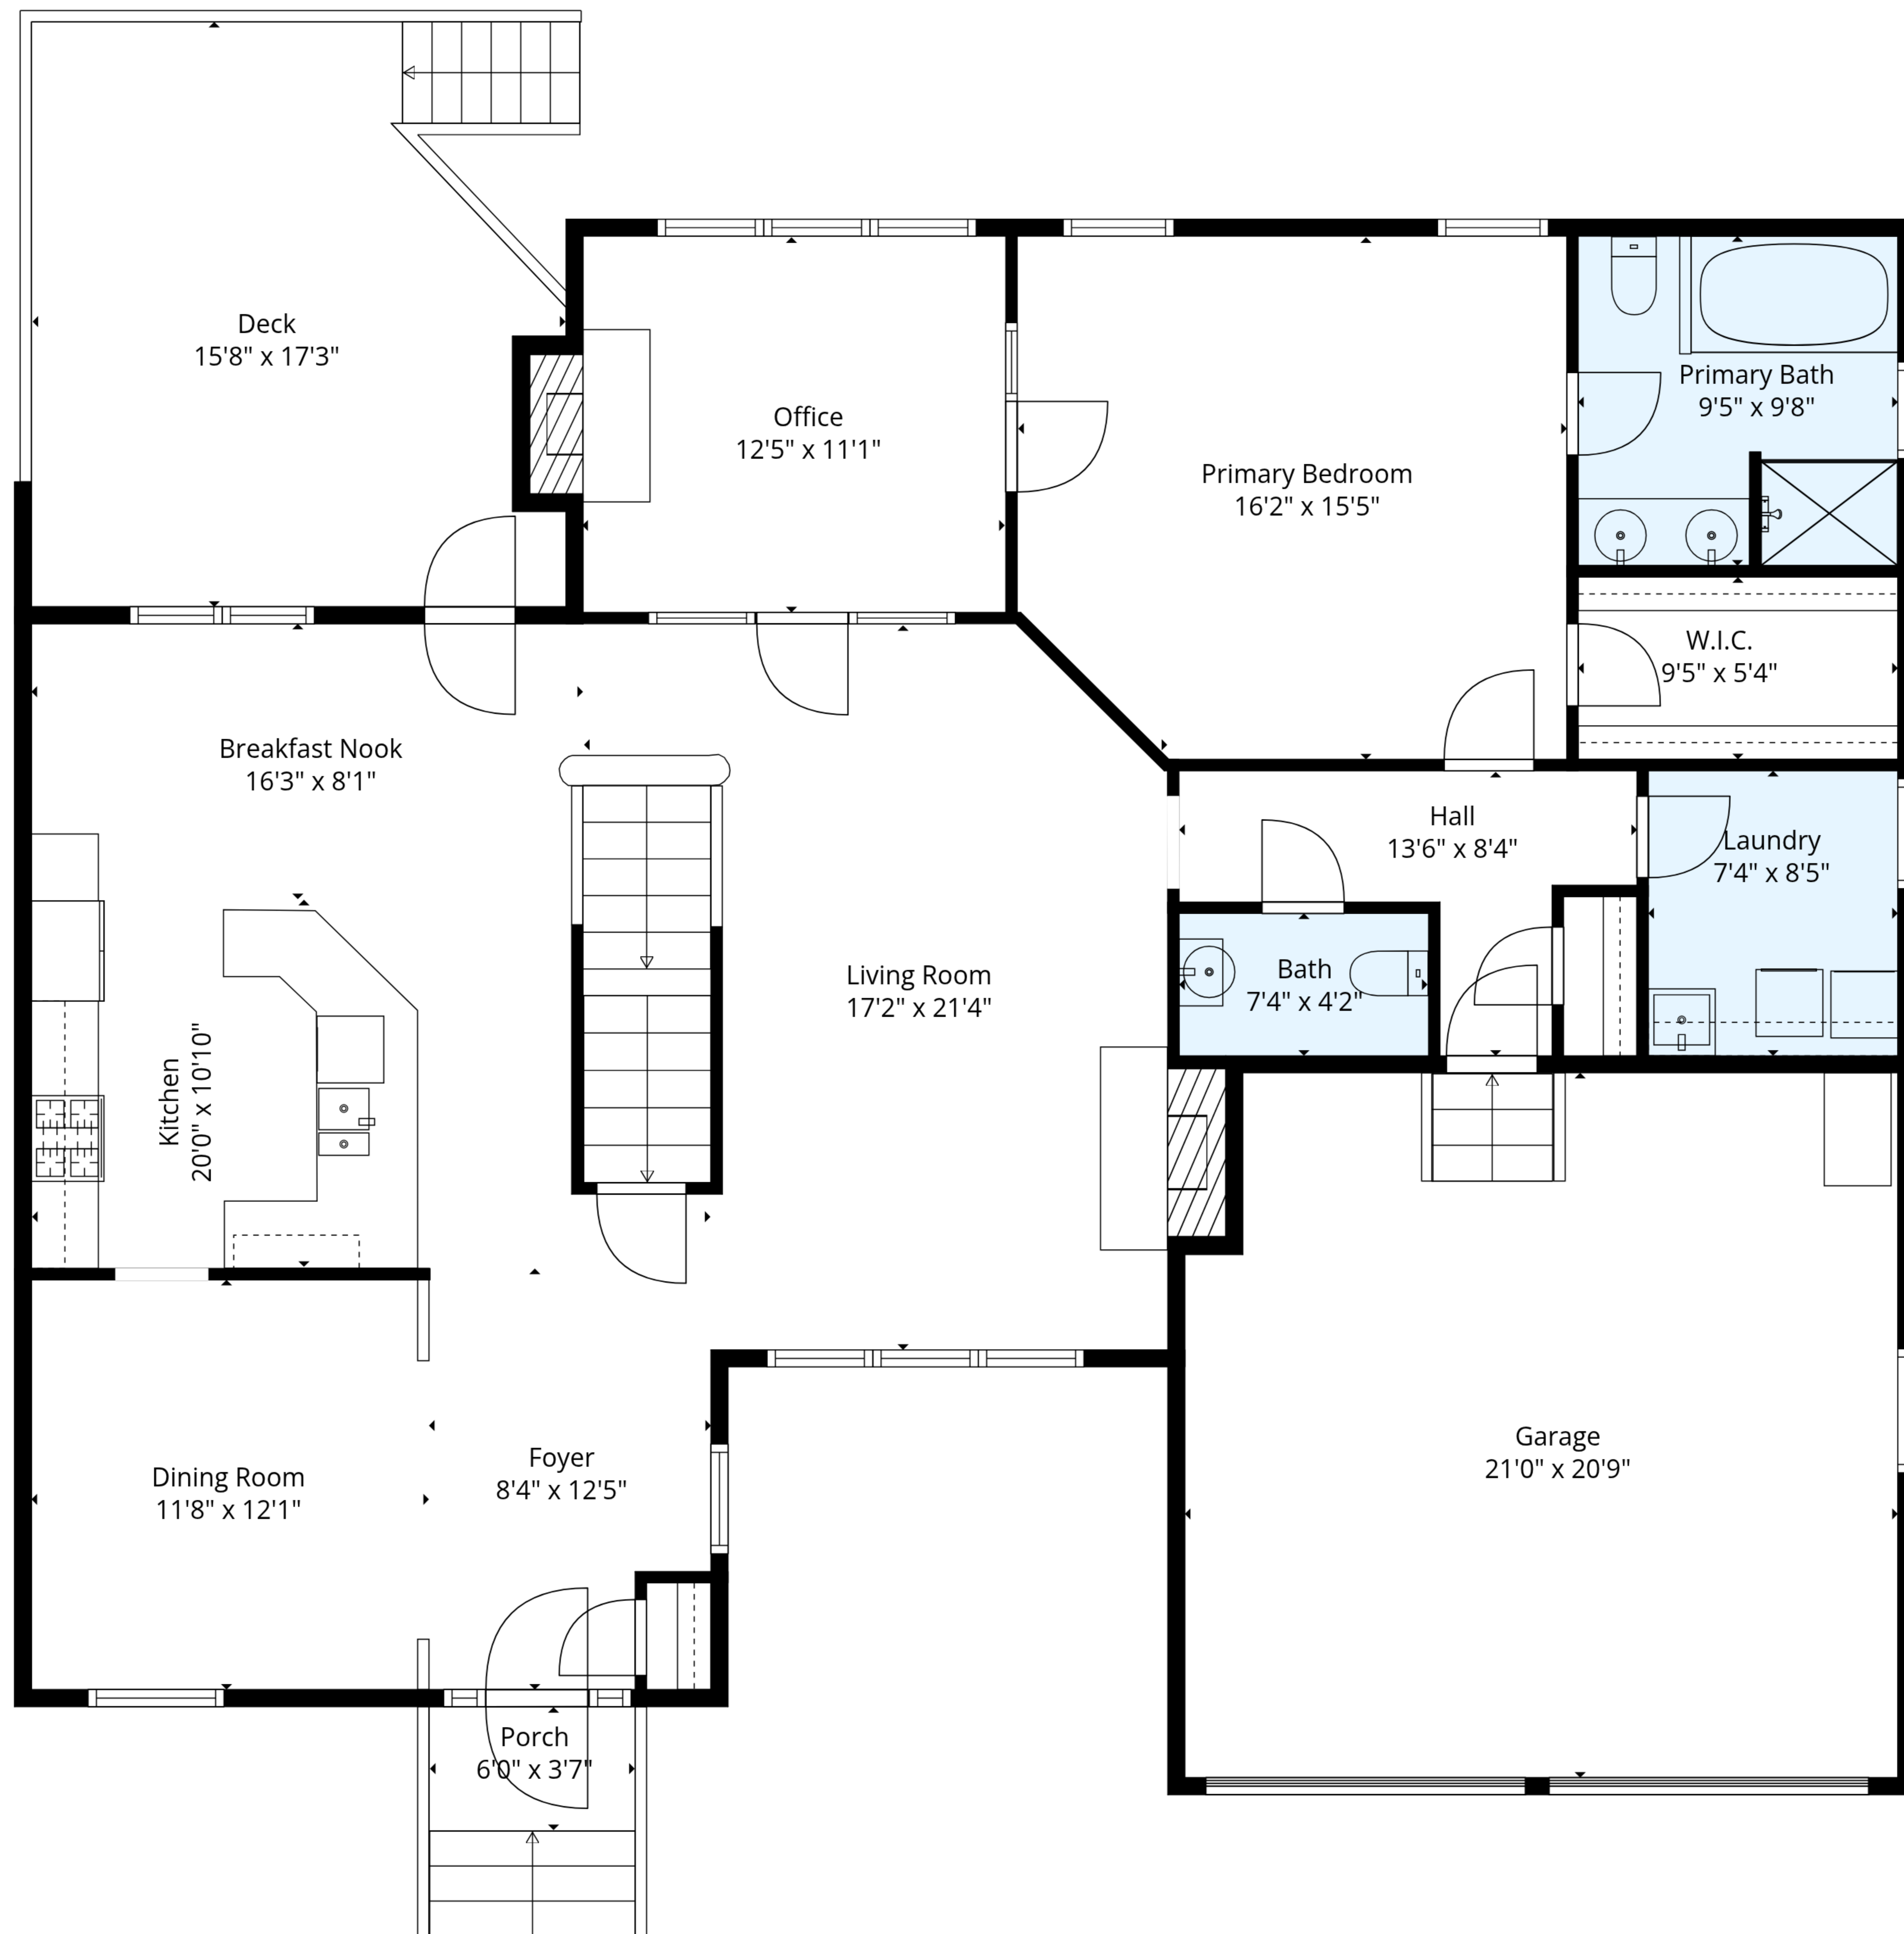 Deck
15'8" x 17'3"
Office
12'5" x 11'1"
Primary Bedroom
16'2" x 15'5"
Primary Bath
9'5" x 9'8"
W.I.C.
9'5" x 5'4"
Breakfast Nook
16'3" x 8'1"
Hall
13'6" x 8'4"
Laundry
7'4" x 8'5"
Bath
7'4" x 4'2"
Living Room
17'2" x 21'4"
Kitchen
20'0" x 10'10"
Garage
21'0" x 20'9"
Foyer
8'4" x 12'5"
Dining Room
11'8" x 12'1"
Porch
6'0" x 3'7"